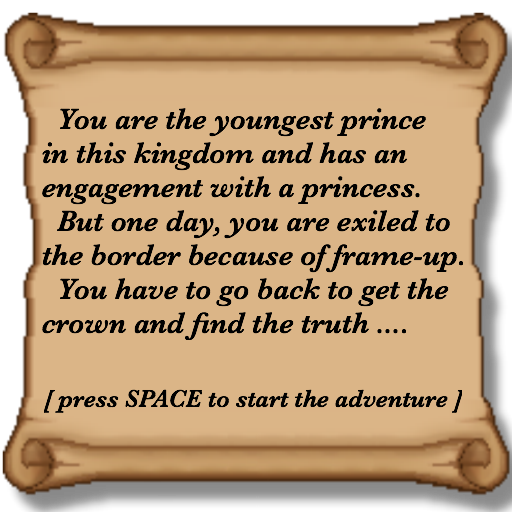 You are the youngest prince
in this kingdom and has an
engagement with a princess.
But one day, you are exiled to
the border because of frame-up.
You have to go back to get the
crown and find the truth ....
[ press SPACE to start the adventure ]